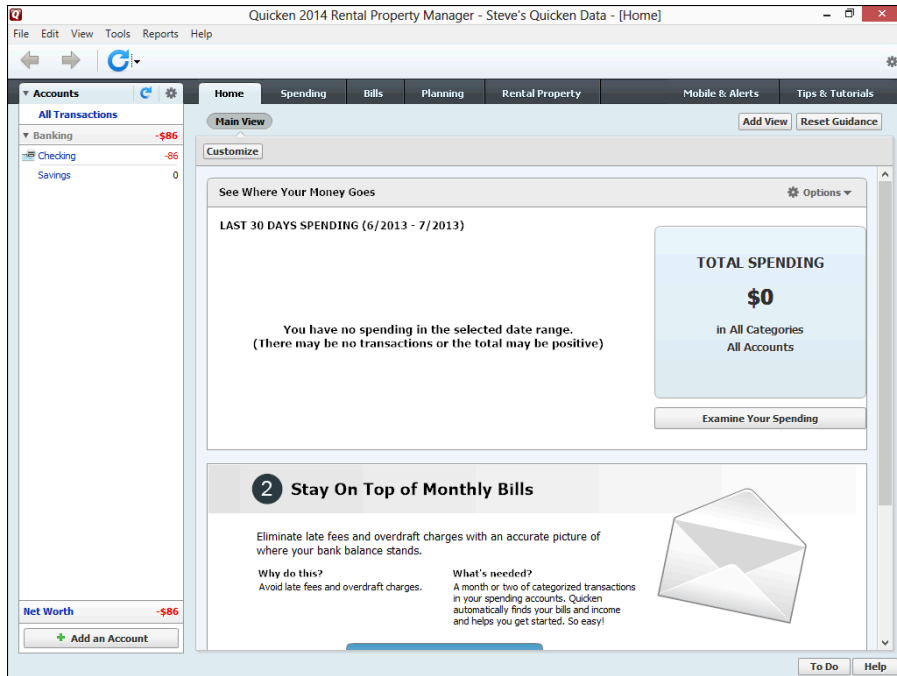 Quicken 2014 Rental Property Manager - Steve's Quicken Data - [Home]
File Edit View Tools Reports Help
Accounts
Home Spending Bills Planning Rental Property Mobile & Alerts Tips & Tutorials
All Transactions
Main View Add View Reset Guidance
Banking -$86
Customize
Checking -86
Savings 0
See Where Your Money Goes Options
LAST 30 DAYS SPENDING (6/2013 - 7/2013)
TOTAL SPENDING
$0
You have no spending in the selected date range.
(There may be no transactions or the total may be positive)
in All Categories
All Accounts
Examine Your Spending
2 Stay On Top of Monthly Bills
Eliminate late fees and overdraft charges with an accurate picture of
where your bank balance stands.
Why do this?
Avoid late fees and overdraft charges.
What's needed?
A month or two of categorized transactions
in your spending accounts. Quicken
automatically finds your bills and income
and helps you get started. So easy!
Net Worth -$86
Add an Account
To Do Help